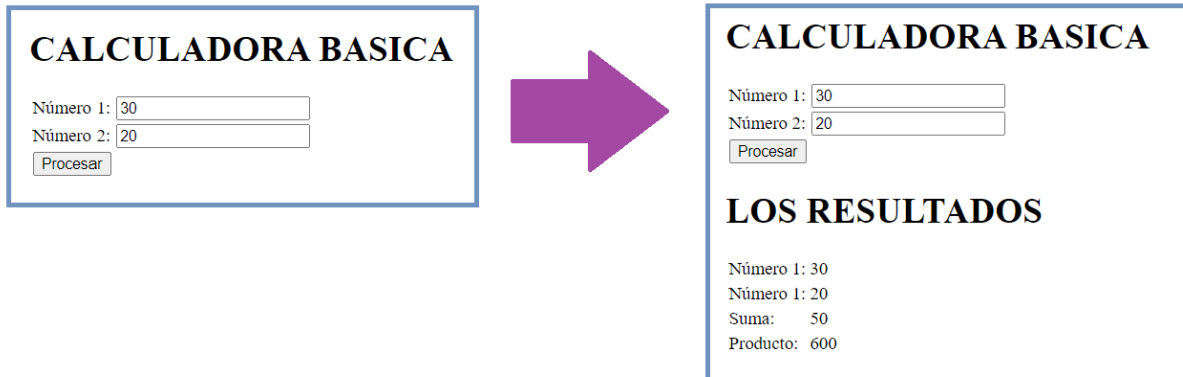 CALCULADORA BASICA
Número 1: 30
Número 2: 20
Procesar
CALCULADORA BASICA
Número 1: 30
Número 2: 20
Procesar
LOS RESULTADOS
Número 1: 30
Número 1: 20
Suma: 50
Producto: 600